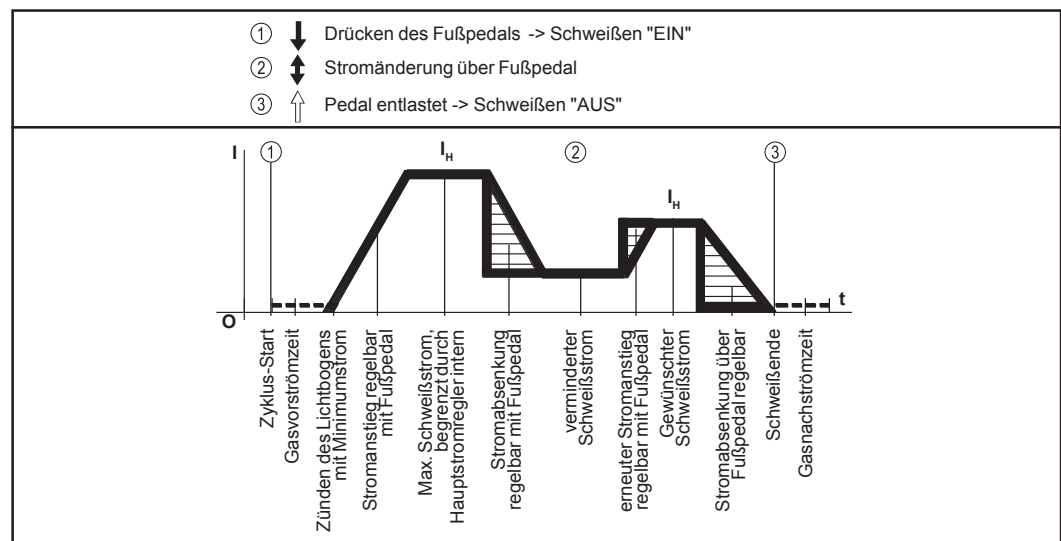 ① Drücken des Fußpedals -> Schweißen "EIN"
② Stromänderung über Fußpedal
③ Pedal entlastet -> Schweißen "AUS"
I ① I_H ② ③
I_H
O t
Zyklus-Start
Gasvorströmzeit
Zünden des Lichtbogens
mit Minimumstrom
Stromanstieg regelbar
mit Fußpedal
Max. Schweißstrom,
begrenzt durch
Hauptstromregler intern
Stromabsenkung
regelbar mit Fußpedal
verminderter
Schweißstrom
erneuter Stromanstieg
regelbar mit Fußpedal
Gewünschter
Schweißstrom
Stromabsenkung über
Fußpedal regelbar
Schweißende
Gasnachströmzeit